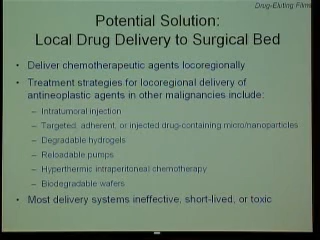 Drug-Eluting Films
Potential Solution:
Local Drug Delivery to Surgical Bed
• Deliver chemotherapeutic agents locoregionally
• Treatment strategies for locoregional delivery of
antineoplastic agents in other malignancies include:
– Intratumoral injection
– Targeted, adherent, or injected drug-containing micro/nanoparticles
– Degradable hydrogels
– Reloadable pumps
– Hyperthermic intraperitoneal chemotherapy
– Biodegradable wafers
• Most delivery systems ineffective, short-lived, or toxic